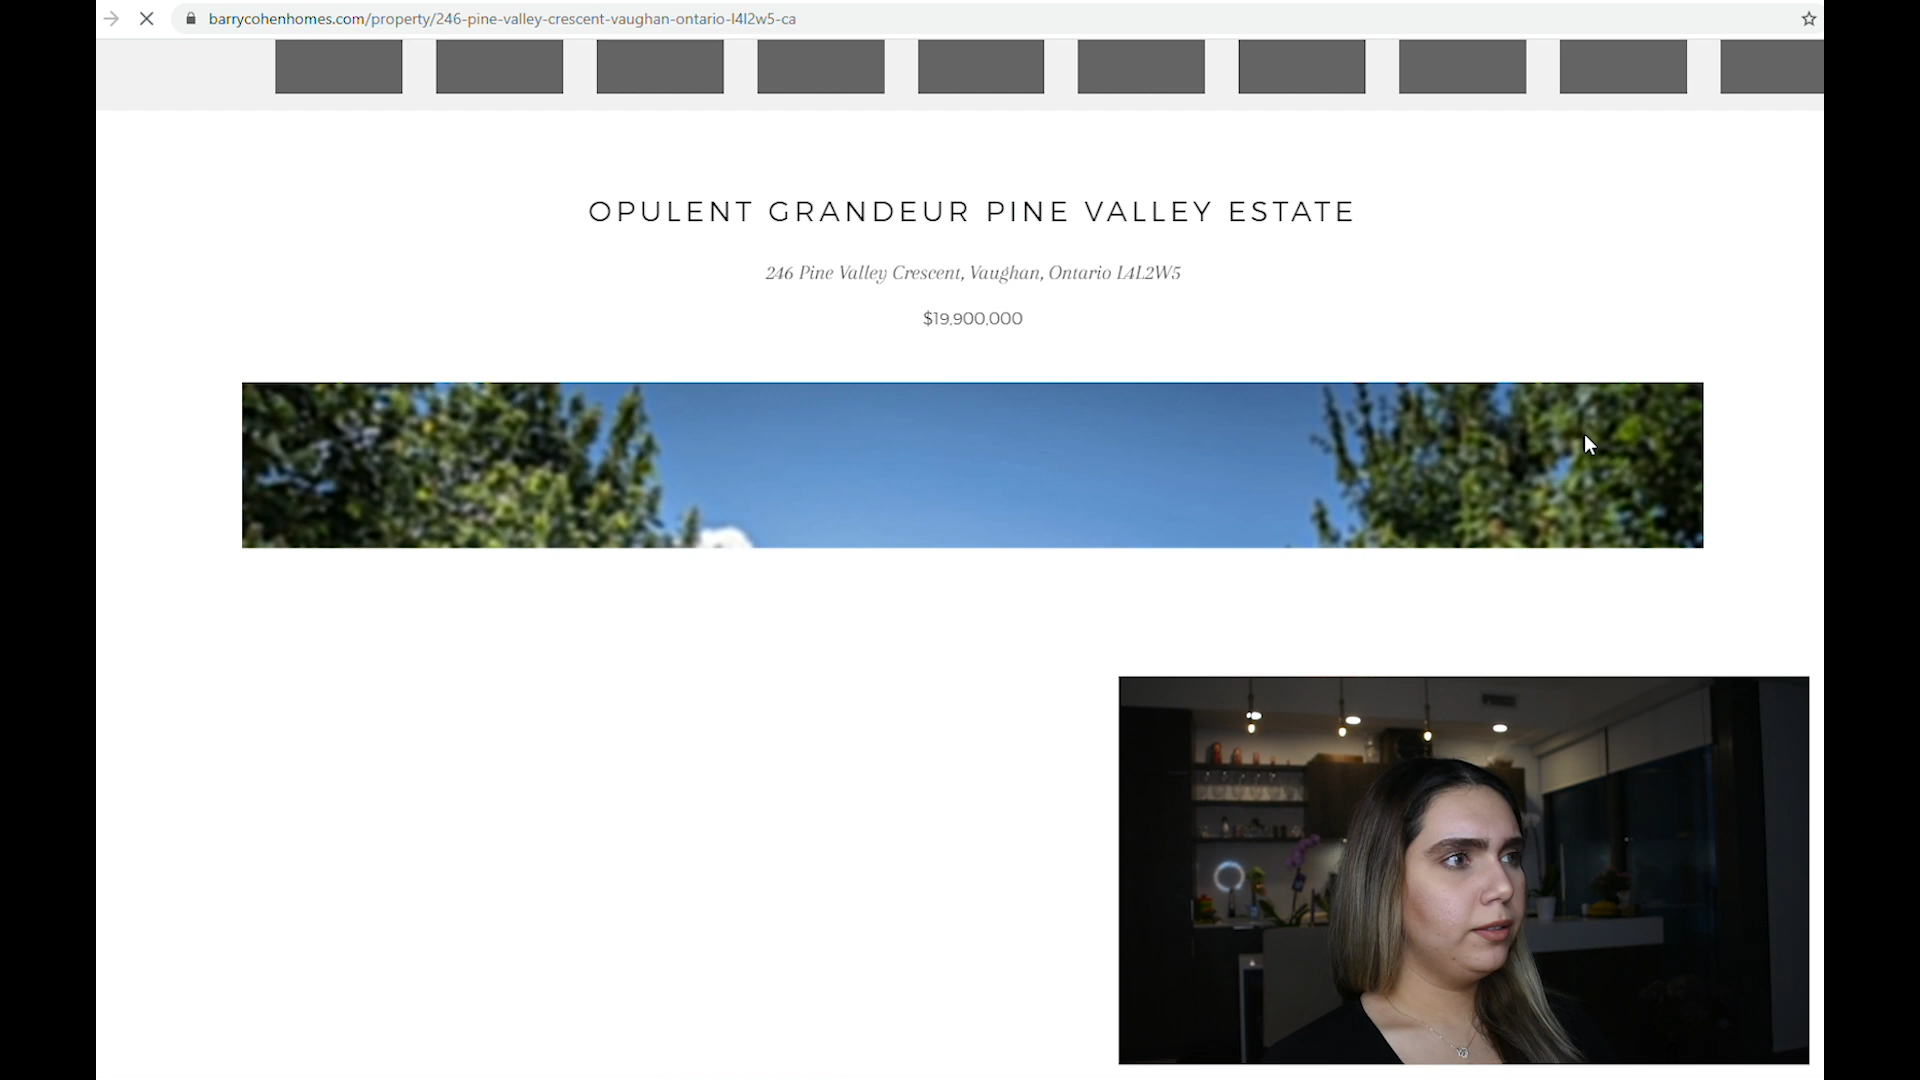 barrycohenhomes.com/property/246-pine-valley-crescent-vaughan-ontario-l4l2w5-ca
OPULENT GRANDEUR PINE VALLEY ESTATE
246 Pine Valley Crescent, Vaughan, Ontario L4L2W5
$19,900,000